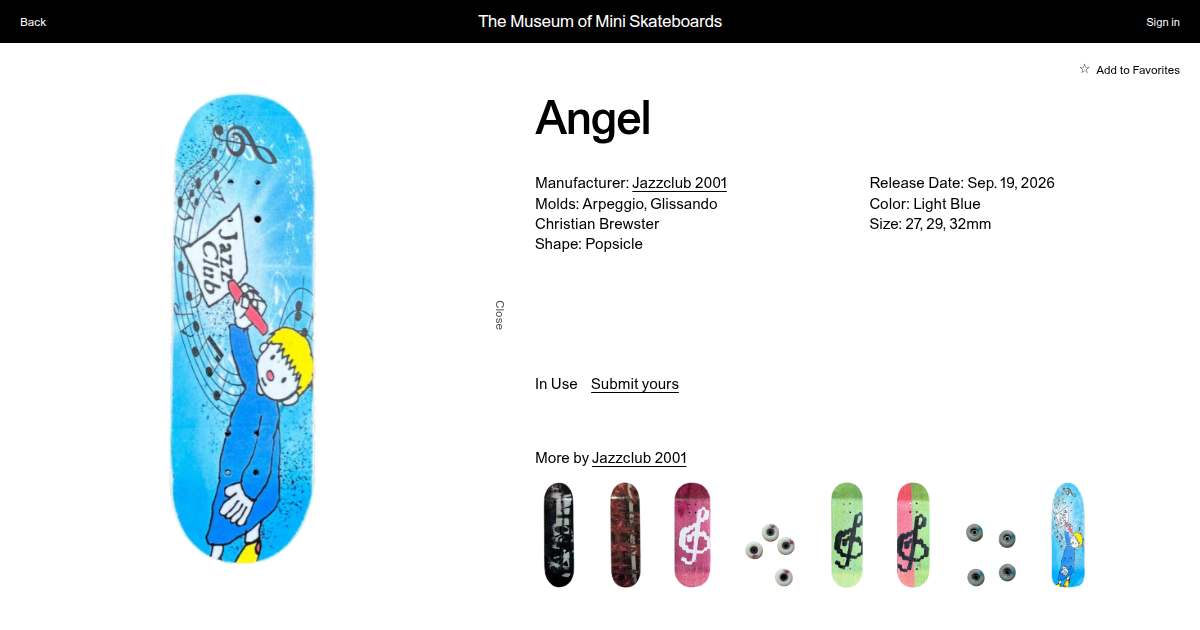 Back
The Museum of Mini Skateboards
Sign in
☆ Add to Favorites
Jazz
Club
Angel
Manufacturer: Jazzclub 2001
Molds: Arpeggio, Glissando
Christian Brewster
Shape: Popsicle
Release Date: Sep. 19, 2026
Color: Light Blue
Size: 27, 29, 32mm
Close
In Use Submit yours
More by Jazzclub 2001